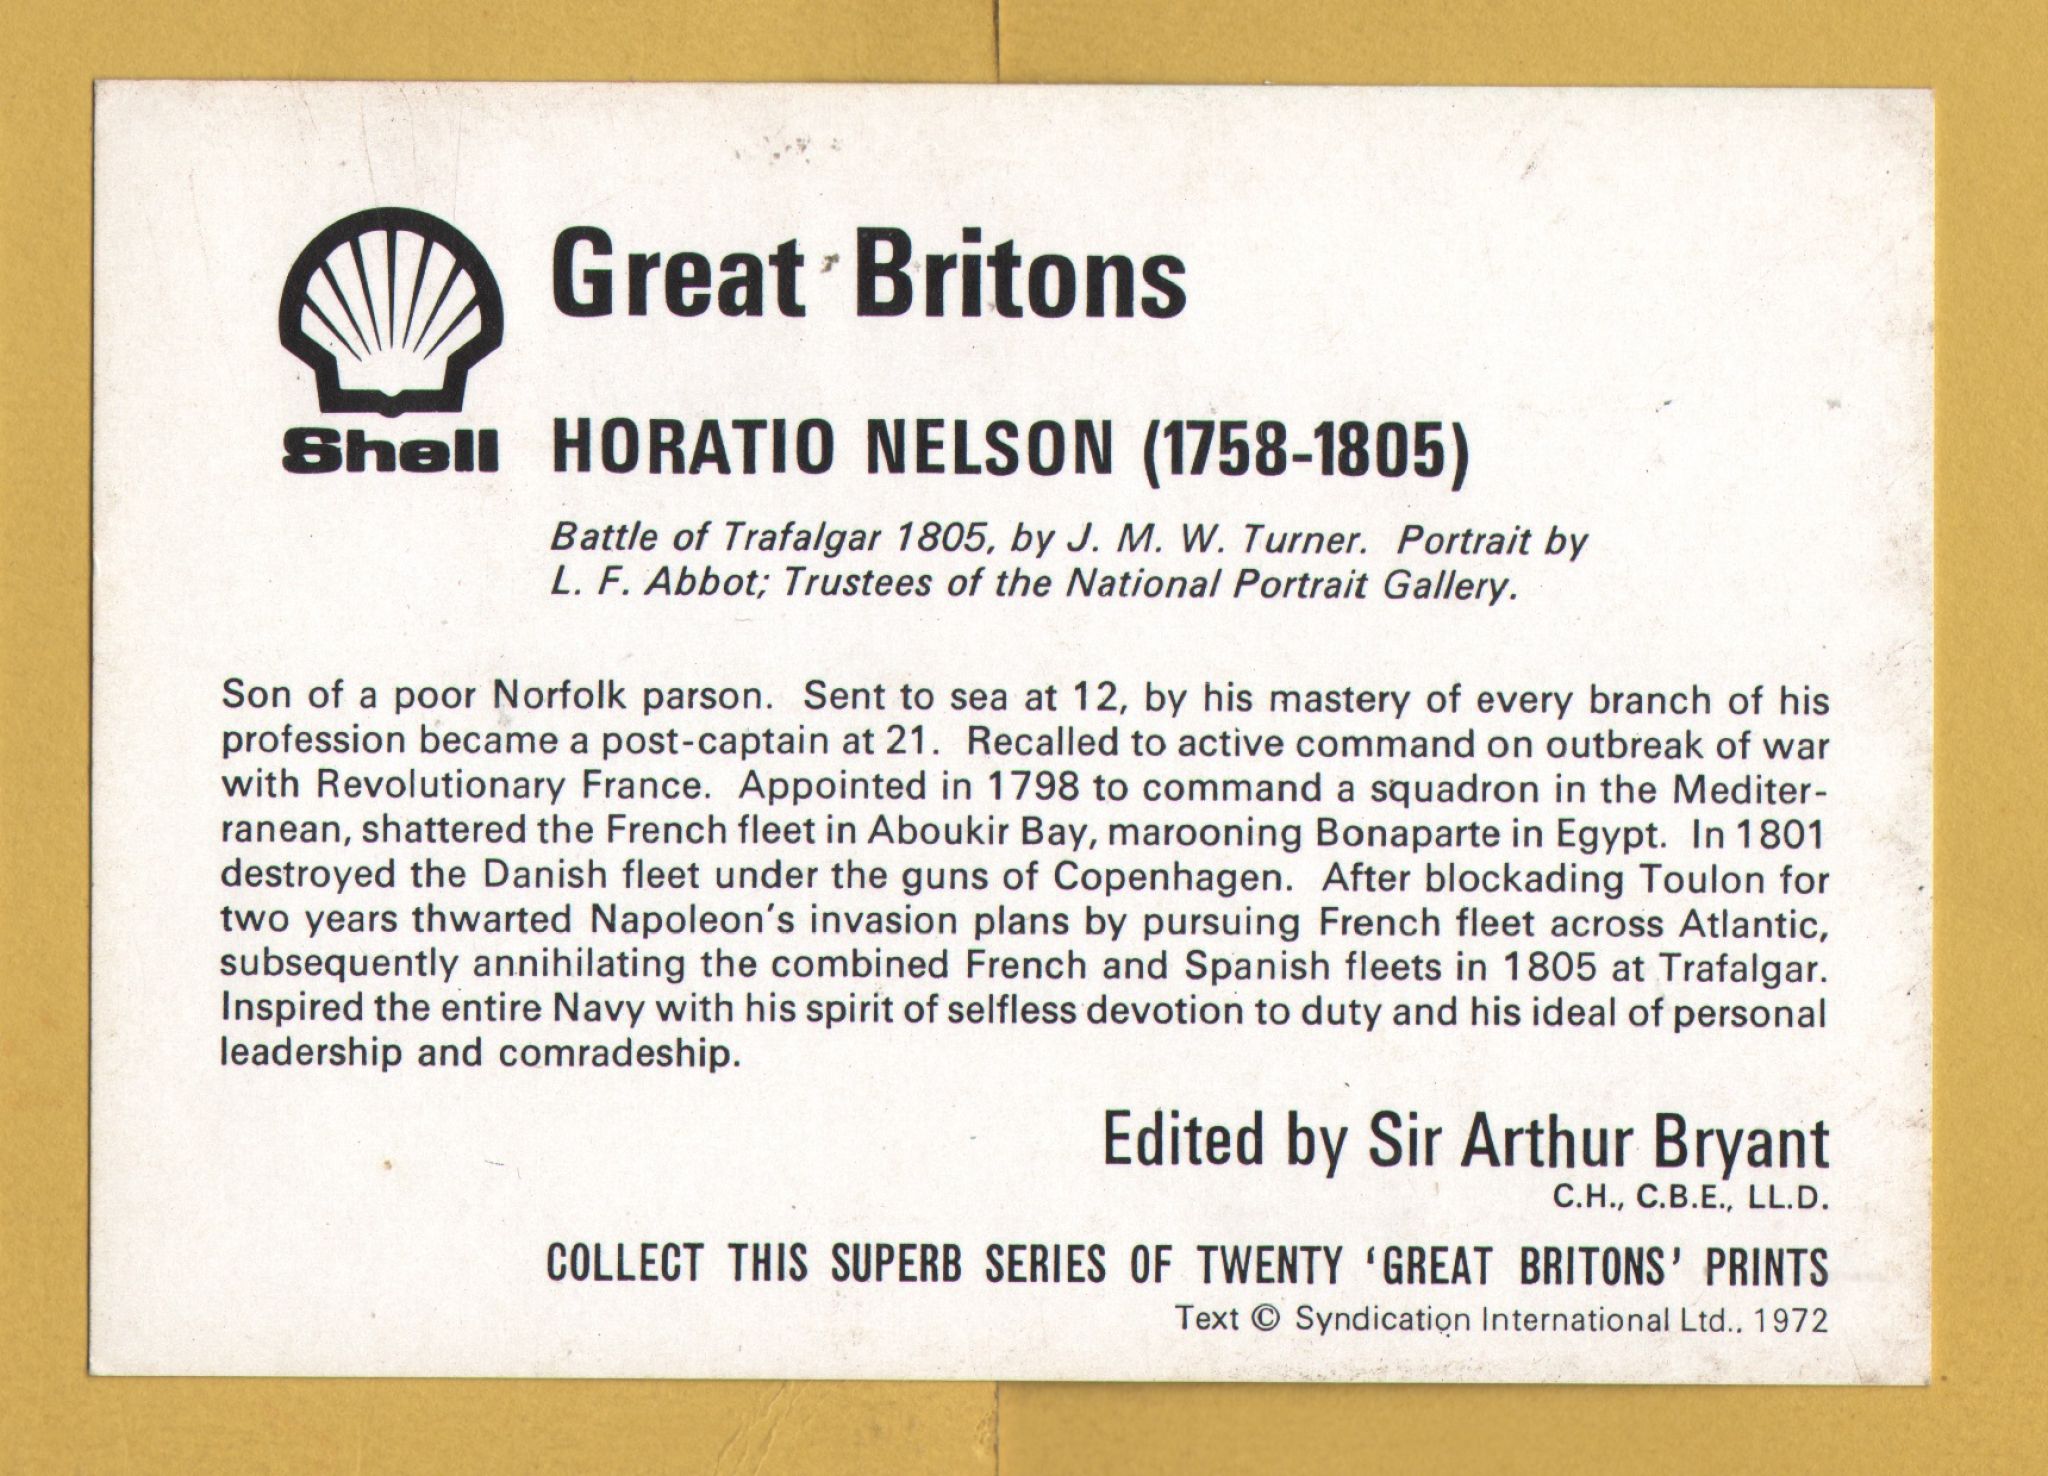 Great Britons
Shell
HORATIO NELSON (1758-1805)
Battle of Trafalgar 1805, by J. M. W. Turner. Portrait by
L. F. Abbot; Trustees of the National Portrait Gallery.
Son of a poor Norfolk parson. Sent to sea at 12, by his mastery of every branch of his
profession became a post-captain at 21. Recalled to active command on outbreak of war
with Revolutionary France. Appointed in 1798 to command a squadron in the Mediter-
ranean, shattered the French fleet in Aboukir Bay, marooning Bonaparte in Egypt. In 1801
destroyed the Danish fleet under the guns of Copenhagen. After blockading Toulon for
two years thwarted Napoleon's invasion plans by pursuing French fleet across Atlantic,
subsequently annihilating the combined French and Spanish fleets in 1805 at Trafalgar.
Inspired the entire Navy with his spirit of selfless devotion to duty and his ideal of personal
leadership and comradeship.
Edited by Sir Arthur Bryant
C.H., C.B.E., LL.D.
COLLECT THIS SUPERB SERIES OF TWENTY ‘GREAT BRITONS’ PRINTS
Text © Syndication International Ltd., 1972